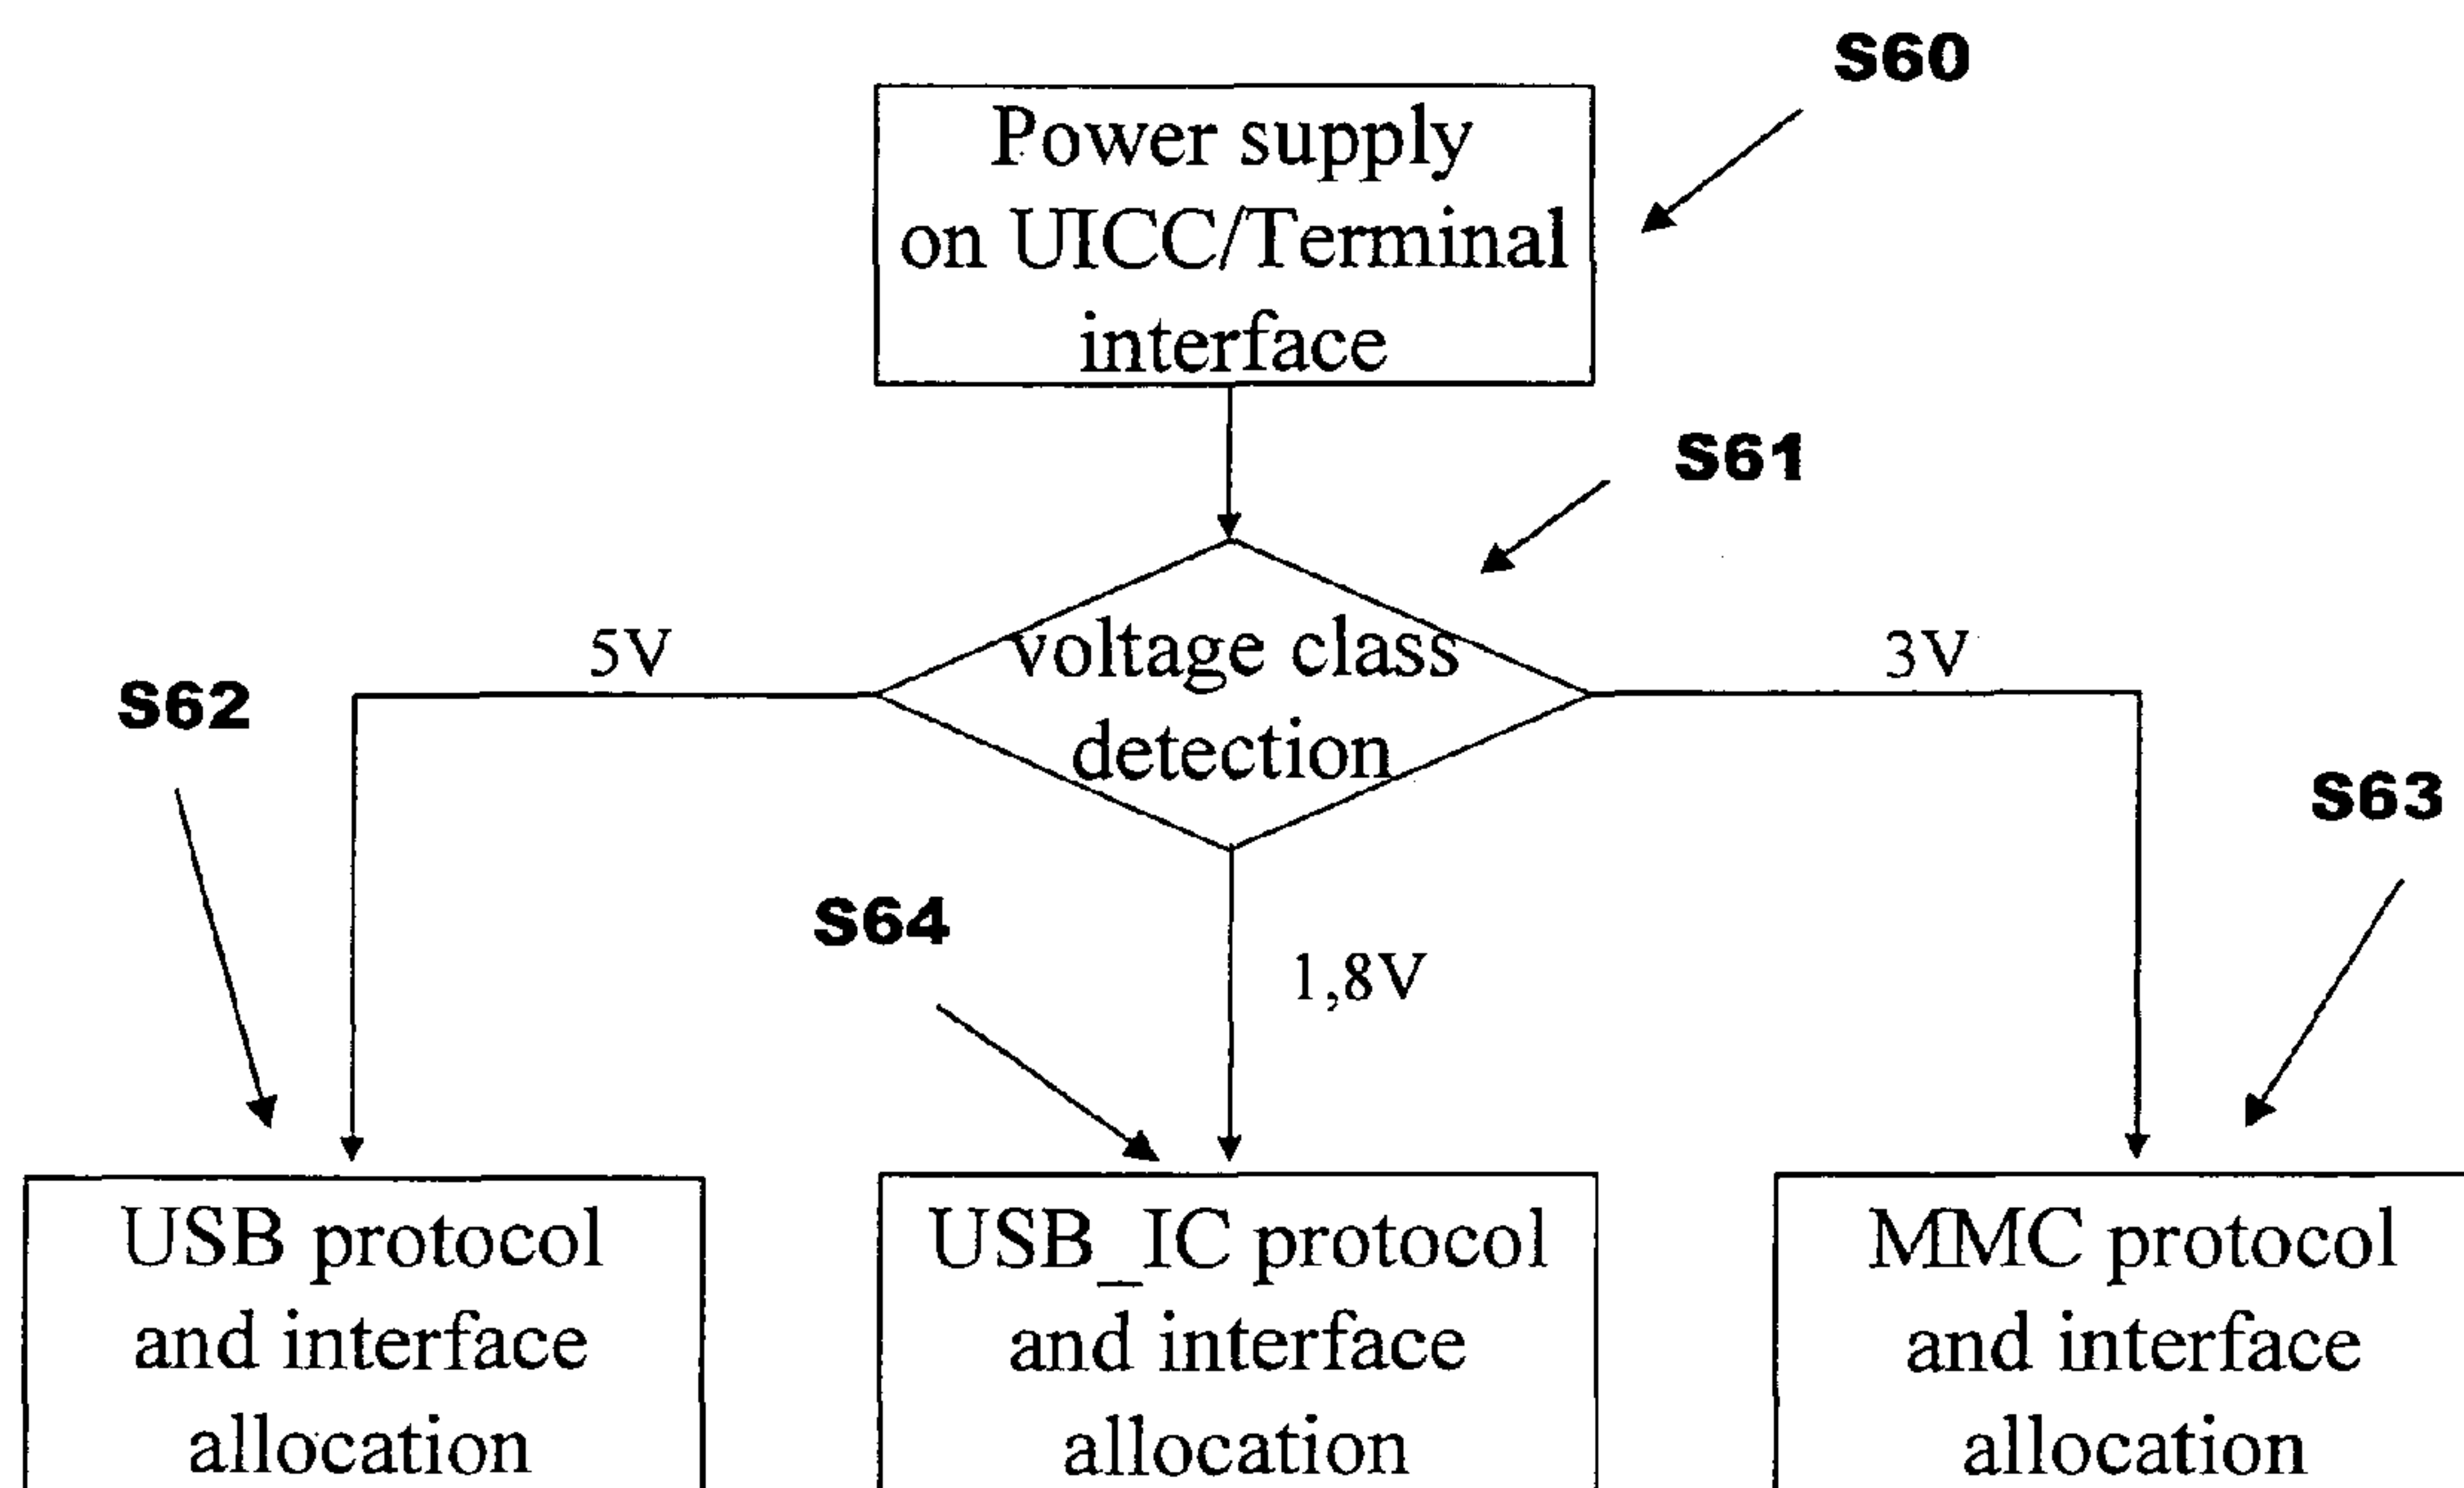 S60
Power supply
on UICC/Terminal
interface
S61
voltage class
detection
5V
3V
S62
S63
S64
1,8V
USB protocol
and interface
allocation
USB_IC protocol
and interface
allocation
MMC protocol
and interface
allocation